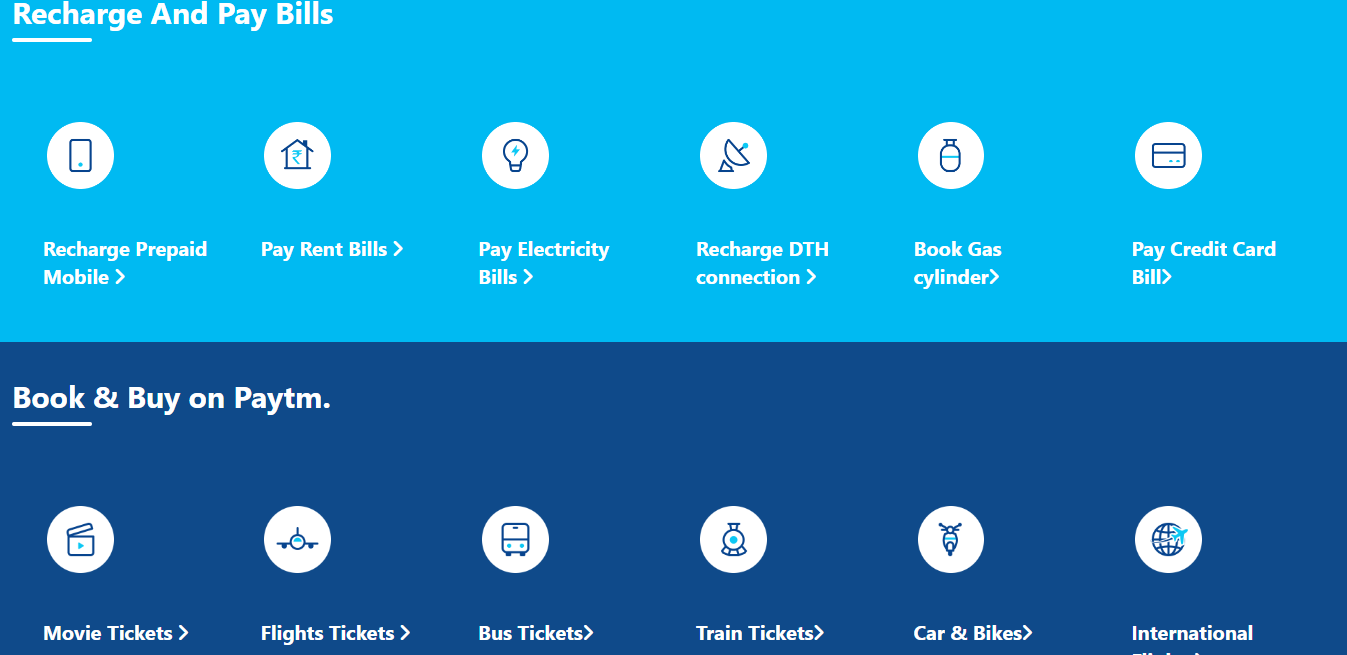 Recharge And Pay Bills
Recharge Prepaid
Mobile
Pay Rent Bills
Pay Electricity
Bills
Recharge DTH
connection
Book Gas
cylinder
Pay Credit Card
Bill
Book & Buy on Paytm.
Movie Tickets
Flights Tickets
Bus Tickets
Train Tickets
Car & Bikes
International